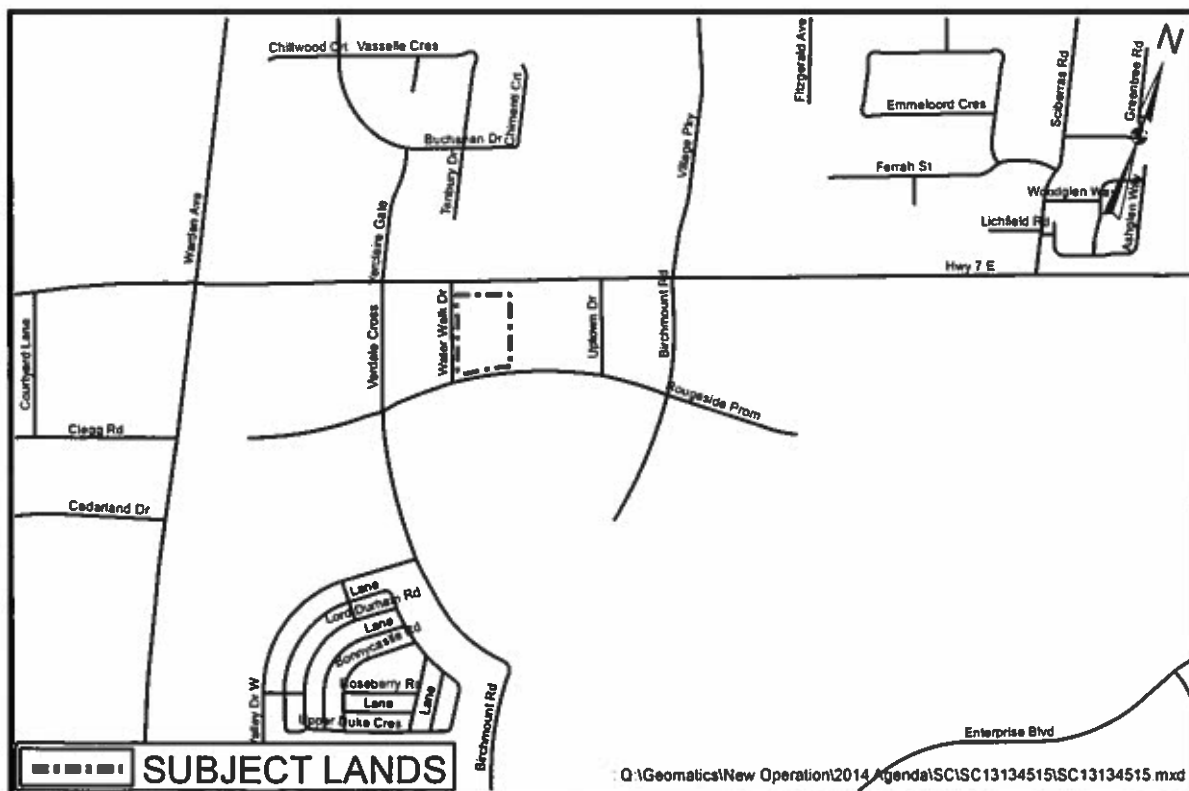 Chillwood Crt
Vasselle Cres
Fitzgerald Ave
N
Sciberras Rd
Greentree Rd
Emmeloord Cres
Chimenti Crt
Buchanan Dr
Tenbury Dr
Village Pky
Ferrah St
Woodglen Way
Lichfield Rd
Ashglen Way
Warden Ave
Verclaire Gate
Hwy 7 E
Courtyard Lane
Verdale Cross
Water Walk Dr
Uptown Dr
Birchmount Rd
Rougeside Prom
Clegg Rd
Cedarland Dr
Lane
Lord Durham Rd
Lane
Bonnycastle Rd
Roseberry Rd
Lane
Lane
Upper Duke Cres
Valley Dr W
Birchmount Rd
Enterprise Blvd
SUBJECT LANDS
Q:\Geomatics\New Operation\2014 Agenda\SC\SC13134515\SC13134515.mxd